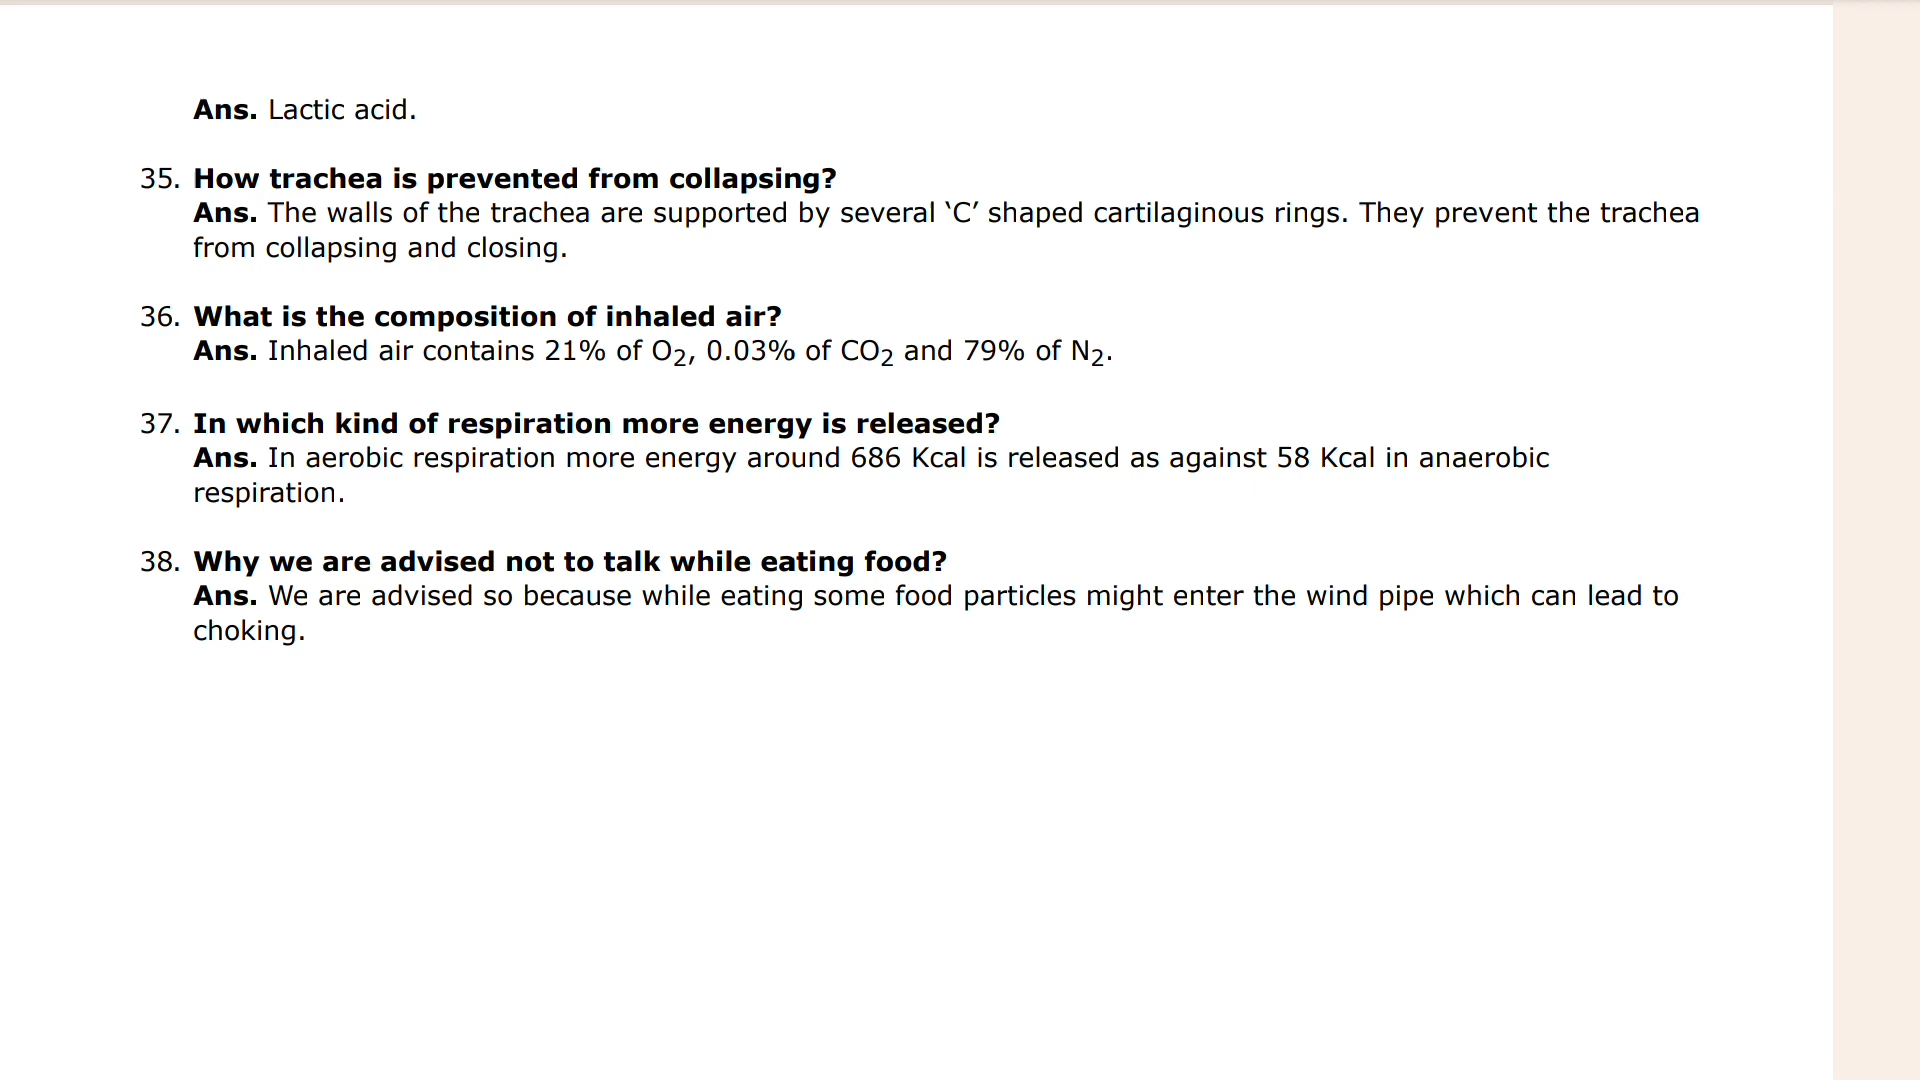 Ans. Lactic acid.
35. How trachea is prevented from collapsing?
Ans. The walls of the trachea are supported by several ‘C’ shaped cartilaginous rings. They prevent the trachea
from collapsing and closing.
36. What is the composition of inhaled air?
Ans. Inhaled air contains 21% of O₂, 0.03% of CO₂ and 79% of N₂.
37. In which kind of respiration more energy is released?
Ans. In aerobic respiration more energy around 686 Kcal is released as against 58 Kcal in anaerobic
respiration.
38. Why we are advised not to talk while eating food?
Ans. We are advised so because while eating some food particles might enter the wind pipe which can lead to
choking.